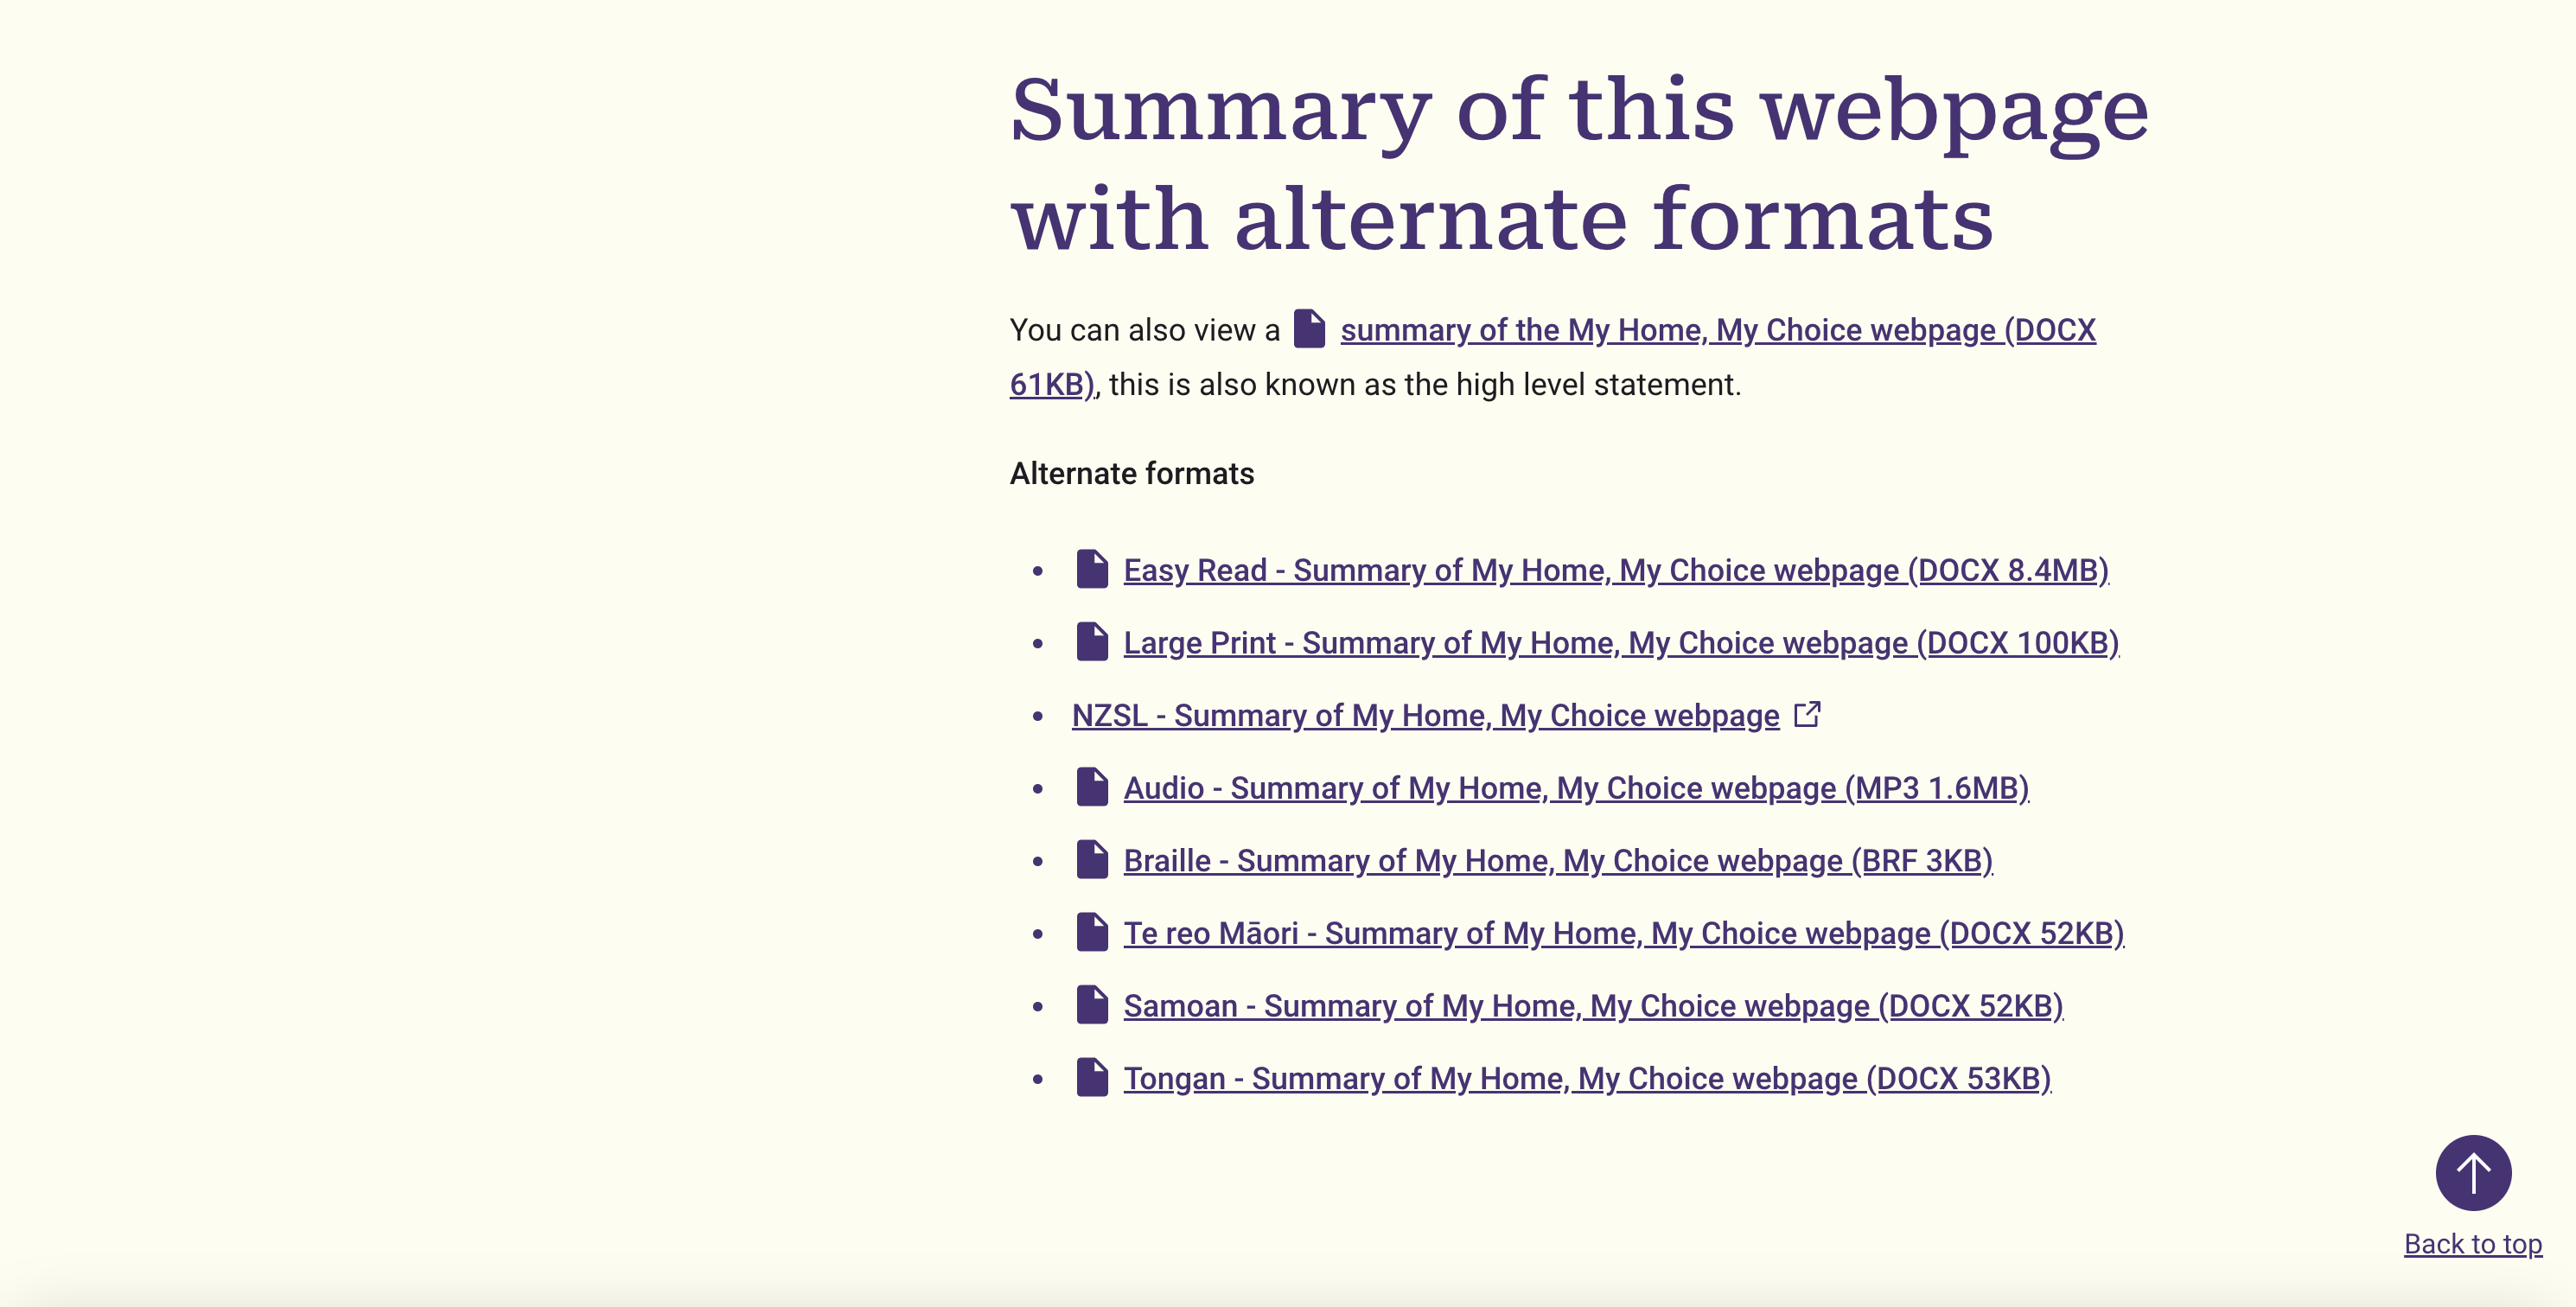 Summary of this webpage
with alternate formats
You can also view a summary of the My Home, My Choice webpage (DOCX
61KB), this is also known as the high level statement.
Alternate formats
Easy Read - Summary of My Home, My Choice webpage (DOCX 8.4MB)
Large Print - Summary of My Home, My Choice webpage (DOCX 100KB)
NZSL - Summary of My Home, My Choice webpage
Audio - Summary of My Home, My Choice webpage (MP3 1.6MB)
Braille - Summary of My Home, My Choice webpage (BRF 3KB)
Te reo Māori - Summary of My Home, My Choice webpage (DOCX 52KB)
Samoan - Summary of My Home, My Choice webpage (DOCX 52KB)
Tongan - Summary of My Home, My Choice webpage (DOCX 53KB)
Back to top